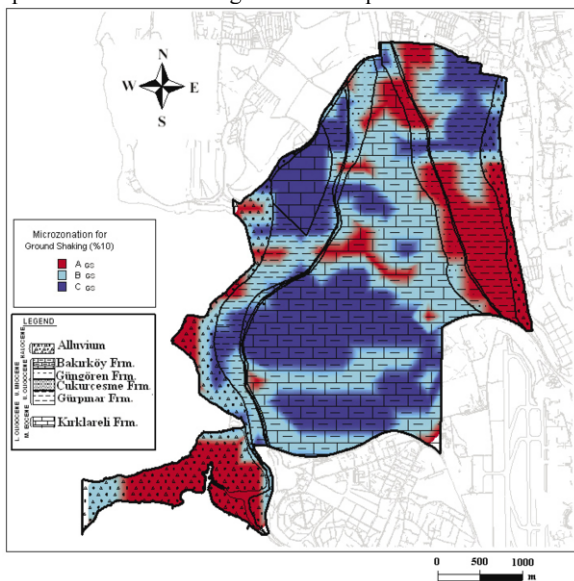 N
W E
S
Microzonation for
Ground Shaking (%10)
A GS
B GS
C GS
LEGEND
Alluvium
Bakırköy Frm.
Güngören Frm.
Çukurçeşme Frm.
Gürpınar Frm.
Kırklareli Frm.
0 500 1000
m